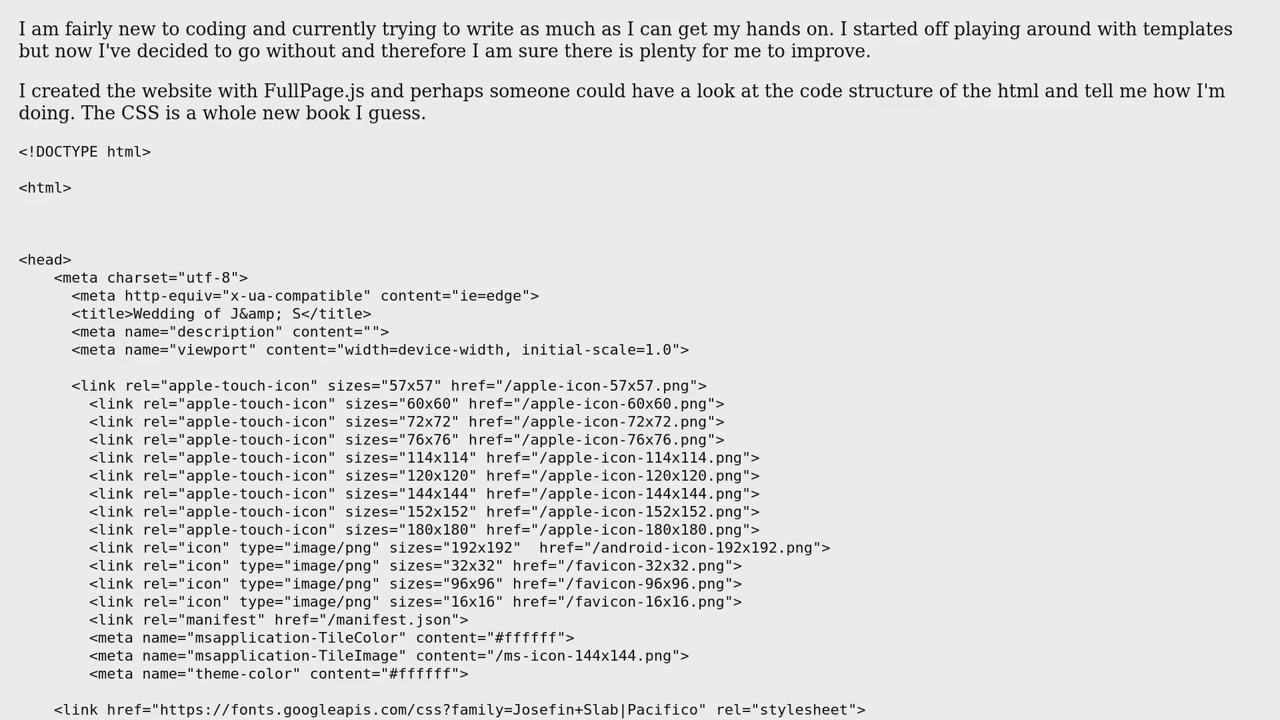 I am fairly new to coding and currently trying to write as much as I can get my hands on. I started off playing around with templates
but now I've decided to go without and therefore I am sure there is plenty for me to improve.
I created the website with FullPage.js and perhaps someone could have a look at the code structure of the html and tell me how I'm
doing. The CSS is a whole new book I guess.
<!DOCTYPE html>
<html>
<head>
    <meta charset="utf-8">
      <meta http-equiv="x-ua-compatible" content="ie=edge">
      <title>Wedding of J&amp; S</title>
      <meta name="description" content="">
      <meta name="viewport" content="width=device-width, initial-scale=1.0">
      <link rel="apple-touch-icon" sizes="57x57" href="/apple-icon-57x57.png">
        <link rel="apple-touch-icon" sizes="60x60" href="/apple-icon-60x60.png">
        <link rel="apple-touch-icon" sizes="72x72" href="/apple-icon-72x72.png">
        <link rel="apple-touch-icon" sizes="76x76" href="/apple-icon-76x76.png">
        <link rel="apple-touch-icon" sizes="114x114" href="/apple-icon-114x114.png">
        <link rel="apple-touch-icon" sizes="120x120" href="/apple-icon-120x120.png">
        <link rel="apple-touch-icon" sizes="144x144" href="/apple-icon-144x144.png">
        <link rel="apple-touch-icon" sizes="152x152" href="/apple-icon-152x152.png">
        <link rel="apple-touch-icon" sizes="180x180" href="/apple-icon-180x180.png">
        <link rel="icon" type="image/png" sizes="192x192"  href="/android-icon-192x192.png">
        <link rel="icon" type="image/png" sizes="32x32" href="/favicon-32x32.png">
        <link rel="icon" type="image/png" sizes="96x96" href="/favicon-96x96.png">
        <link rel="icon" type="image/png" sizes="16x16" href="/favicon-16x16.png">
        <link rel="manifest" href="/manifest.json">
        <meta name="msapplication-TileColor" content="#ffffff">
        <meta name="msapplication-TileImage" content="/ms-icon-144x144.png">
        <meta name="theme-color" content="#ffffff">
    <link href="https://fonts.googleapis.com/css?family=Josefin+Slab|Pacifico" rel="stylesheet">